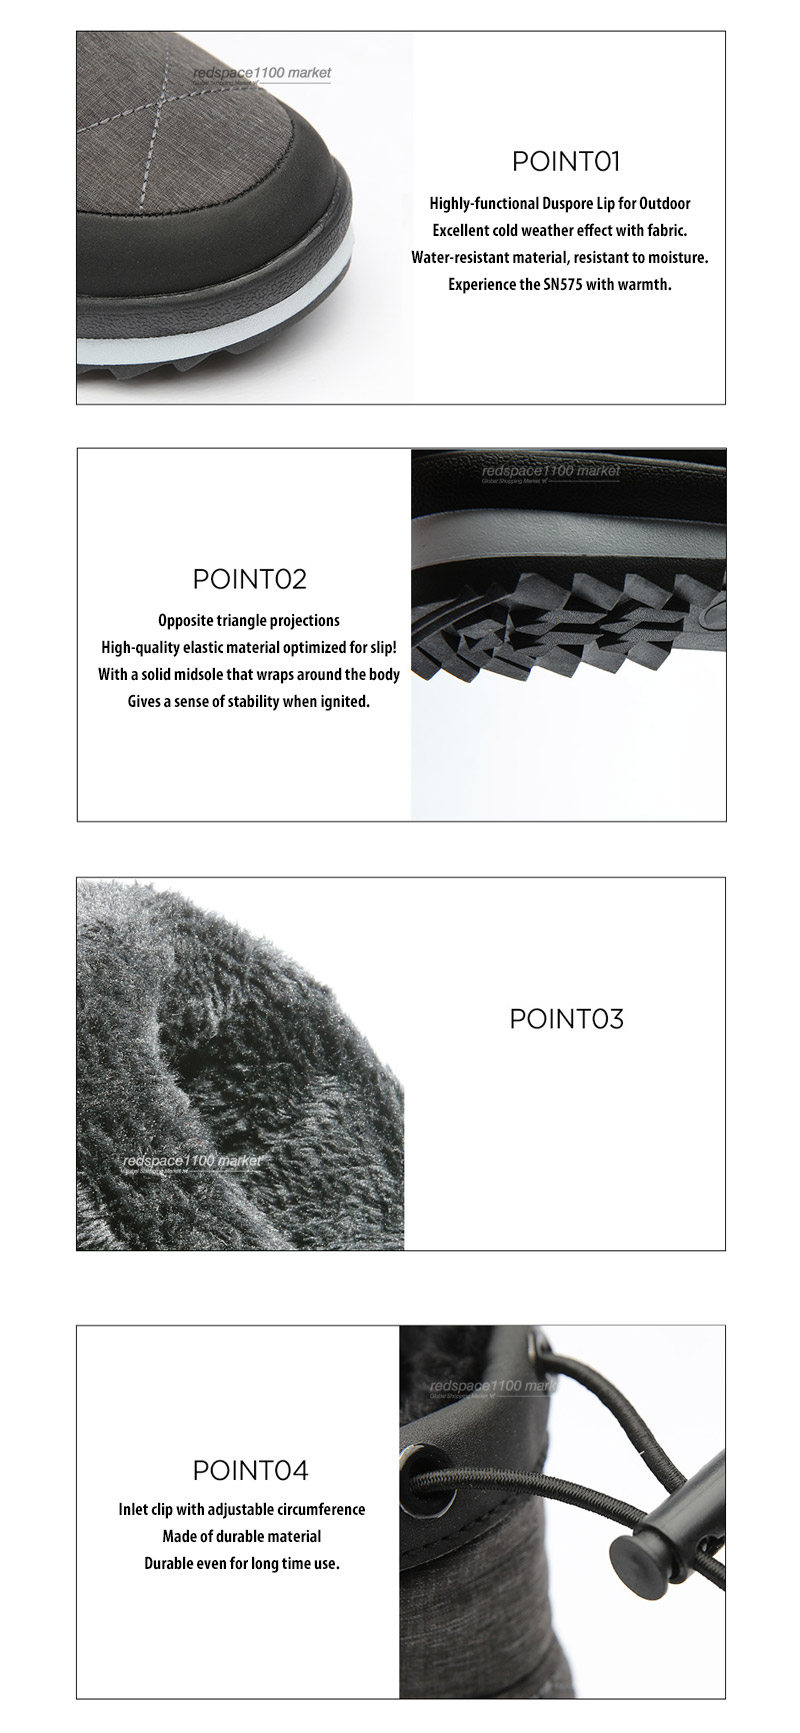 redspace1100 market
Global Shopping Market
POINT01
Highly-functional Duspore Lip for Outdoor
Excellent cold weather effect with fabric.
Water-resistant material, resistant to moisture.
Experience the SN575 with warmth.
redspace1100 market
Global Shopping Market
POINT02
Opposite triangle projections
High-quality elastic material optimized for slip!
With a solid midsole that wraps around the body
Gives a sense of stability when ignited.
POINT03
redspace1100 market
Global Shopping Market
redspace1100 mark
Global Shopping Market
POINT04
Inlet clip with adjustable circumference
Made of durable material
Durable even for long time use.